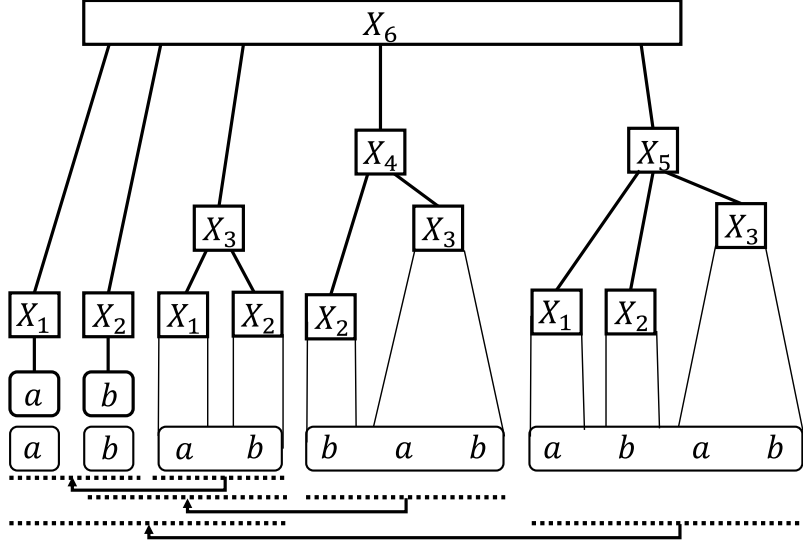 X₆
X₄ X₅
X₃ X₃ X₃
X₁ X₂ X₁ X₂ X₂ X₁ X₂
a b
a b a b b a b a b a b